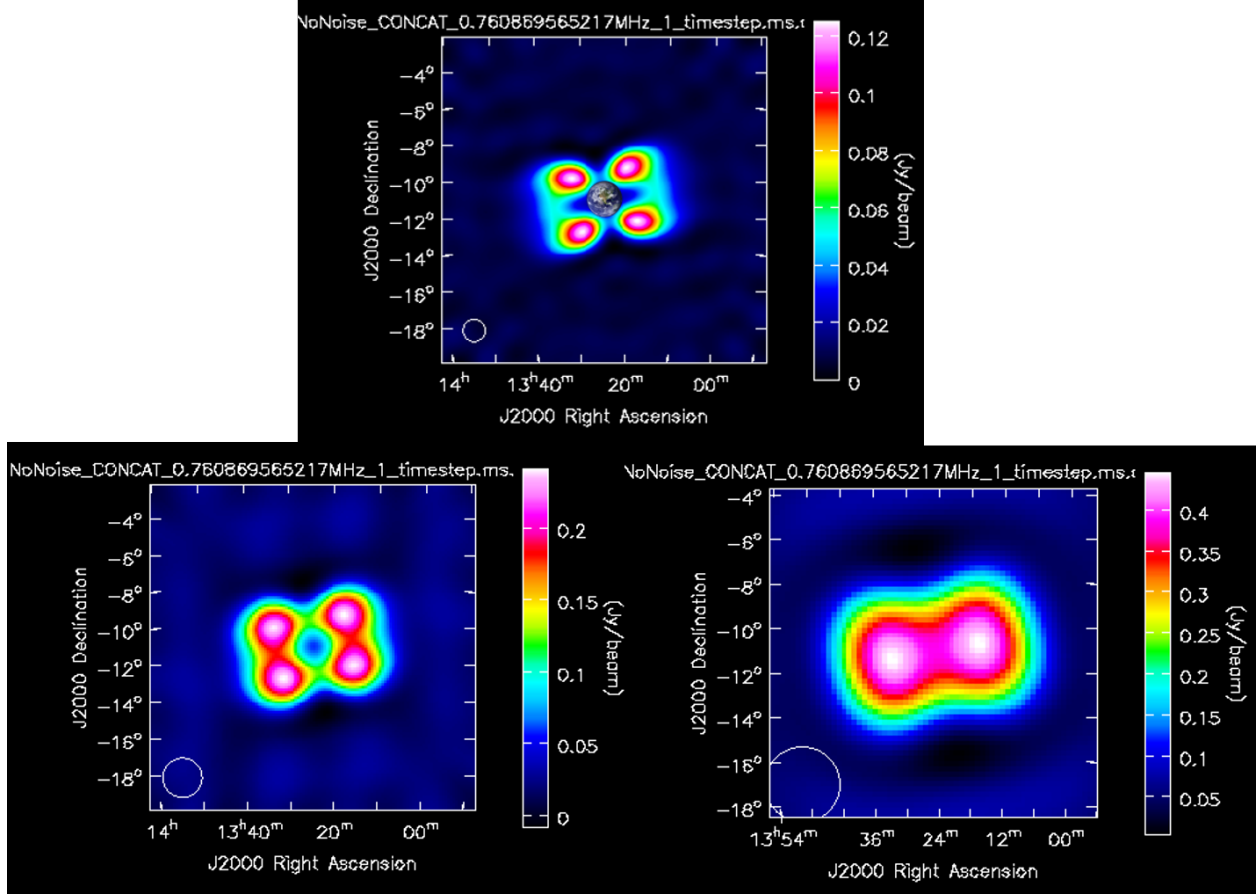 NoNoise_CONCAT_0.760869565217MHz_1_timestep.ms.
J2000 Declination
-4°
-6°
-8°
-10°
-12°
-14°
-16°
-18°
14h 13h40m 20m 00m
J2000 Right Ascension
0.12
0.1
0.08
0.06
0.04
0.02
0
(Jy/beam)
NoNoise_CONCAT_0.760869565217MHz_1_timestep.ms.
J2000 Declination
-4°
-6°
-8°
-10°
-12°
-14°
-16°
-18°
14h 13h40m 20m 00m
J2000 Right Ascension
0.2
0.15
0.1
0.05
0
(Jy/beam)
NoNoise_CONCAT_0.760869565217MHz_1_timestep.ms.
J2000 Declination
-4°
-6°
-8°
-10°
-12°
-14°
-16°
-18°
13h54m 36m 24m 12m 00m
J2000 Right Ascension
0.4
0.35
0.3
0.25
0.2
0.15
0.1
0.05
(Jy/beam)